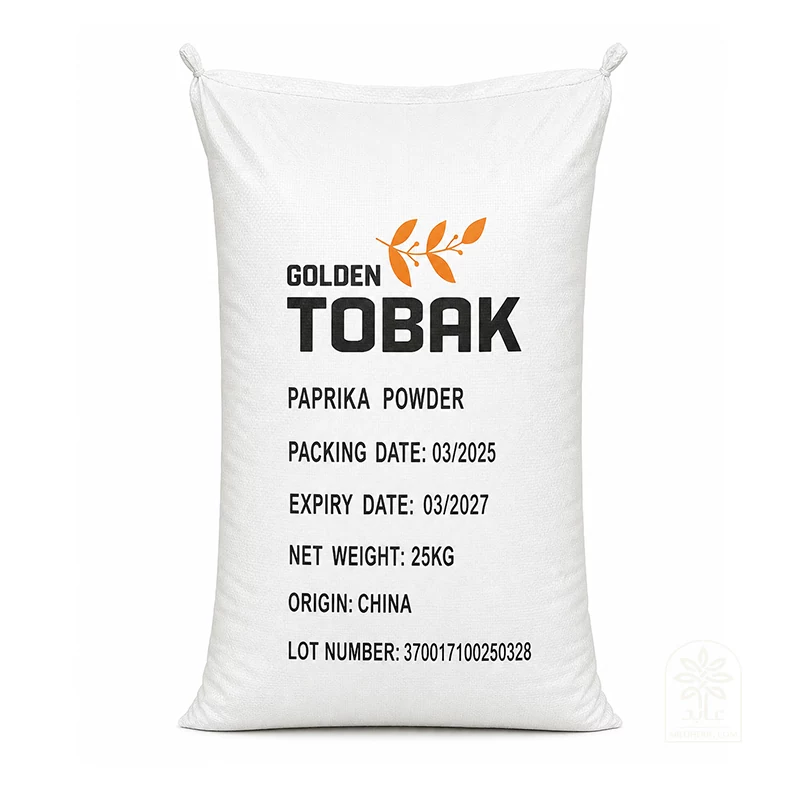 GOLDEN
TOBAK
PAPRIKA POWDER
PACKING DATE: 03/2025
EXPIRY DATE: 03/2027
NET WEIGHT: 25KG
ORIGIN: CHINA
LOT NUMBER: 370017100250328